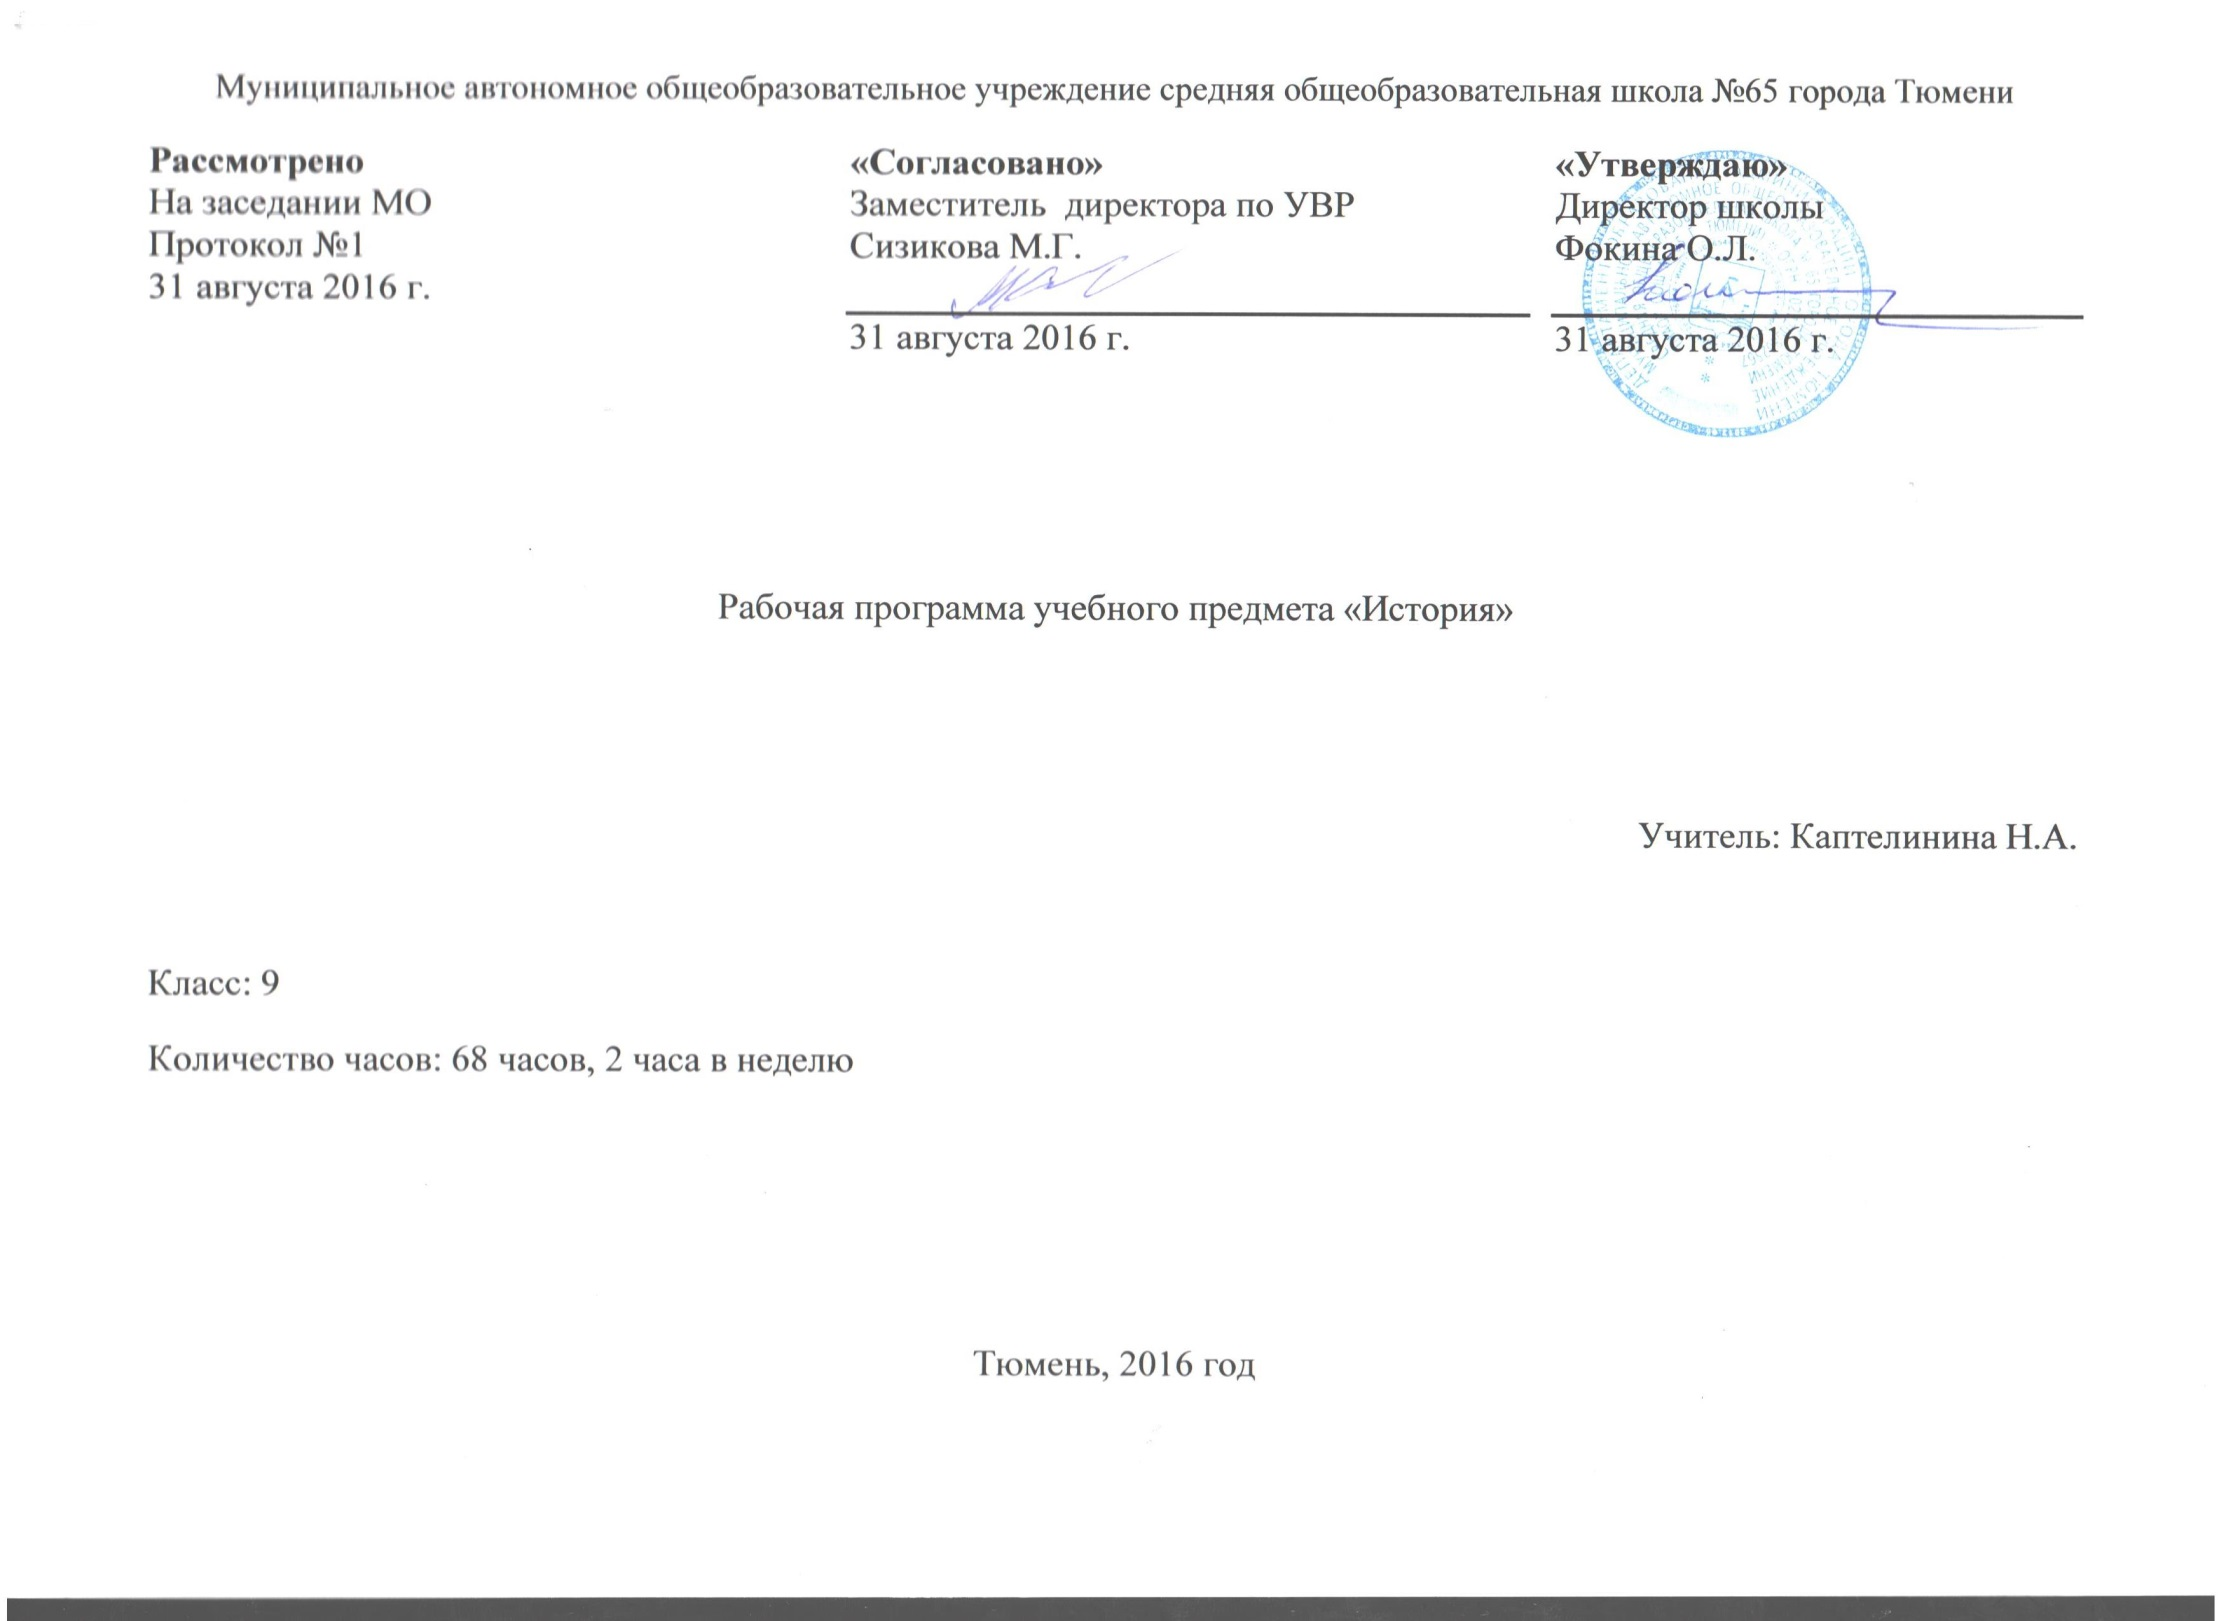 Муниципальное автономное общеобразовательное учреждение средняя общеобразовательная школа №65 города Тюмени
Рассмотрено
На заседании МО
Протокол №1
31 августа 2016 г.
«Согласовано»
Заместитель директора по УВР
Сизикова М.Г.
31 августа 2016 г.
«Утверждаю»
Директор школы
Фокина О.Л.
31 августа 2016 г.
Рабочая программа учебного предмета «История»
Учитель: Каптелинина Н.А.
Класс: 9
Количество часов: 68 часов, 2 часа в неделю
Тюмень, 2016 год